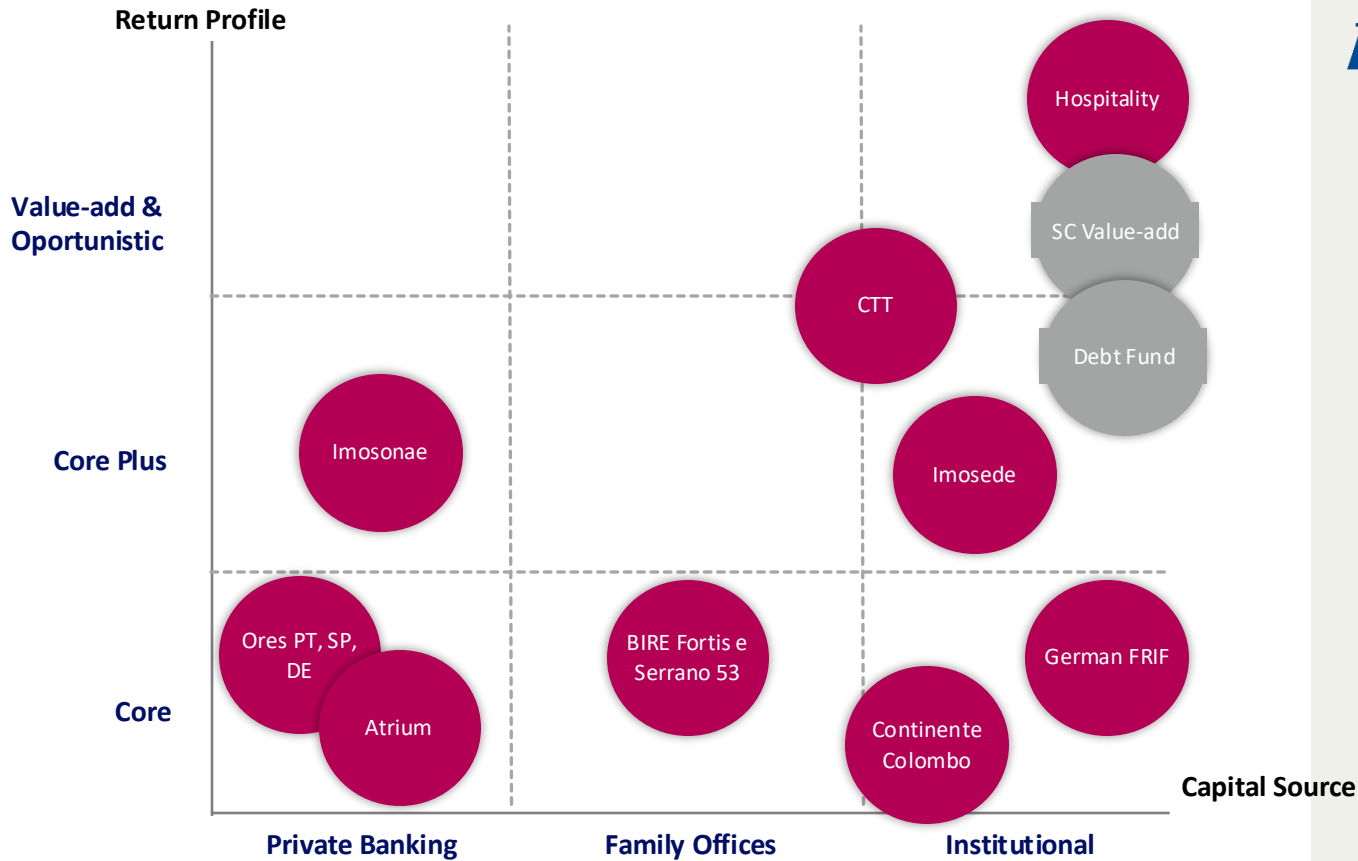 Return Profile
Hospitality
Value-add &
Oportunistic
SC Value-add
CTT
Debt Fund
Core Plus
Imosonae
Imosede
Ores PT, SP,
DE
BIRE Fortis e
Serrano 53
German FRIF
Core
Atrium
Continente
Colombo
Capital Source
Private Banking
Family Offices
Institutional